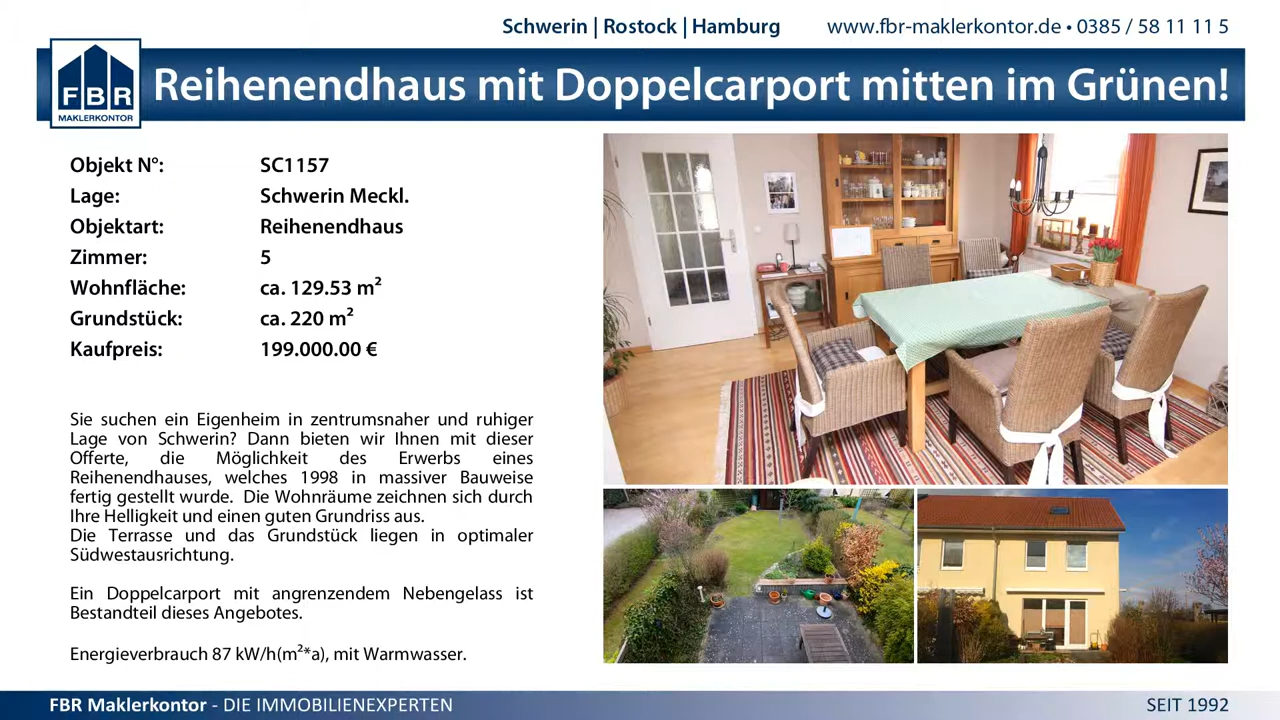 Schwerin | Rostock | Hamburg www.fbr-maklerkontor.de • 0385 / 58 11 11 5
FBR
MAKLERKONTOR
Reihenendhaus mit Doppelcarport mitten im Grünen!
Objekt N°: SC1157
Lage: Schwerin Meckl.
Objektart: Reihenendhaus
Zimmer: 5
Wohnfläche: ca. 129.53 m²
Grundstück: ca. 220 m²
Kaufpreis: 199.000.00 €
Sie suchen ein Eigenheim in zentrumsnaher und ruhiger
Lage von Schwerin? Dann bieten wir Ihnen mit dieser
Offerte, die Möglichkeit des Erwerbs eines
Reihenendhauses, welches 1998 in massiver Bauweise
fertig gestellt wurde. Die Wohnräume zeichnen sich durch
Ihre Helligkeit und einen guten Grundriss aus.
Die Terrasse und das Grundstück liegen in optimaler
Südwestausrichtung.
Ein Doppelcarport mit angrenzendem Nebengelass ist
Bestandteil dieses Angebotes.
Energieverbrauch 87 kW/h(m²*a), mit Warmwasser.
FBR Maklerkontor - DIE IMMOBILIENEXPERTEN SEIT 1992